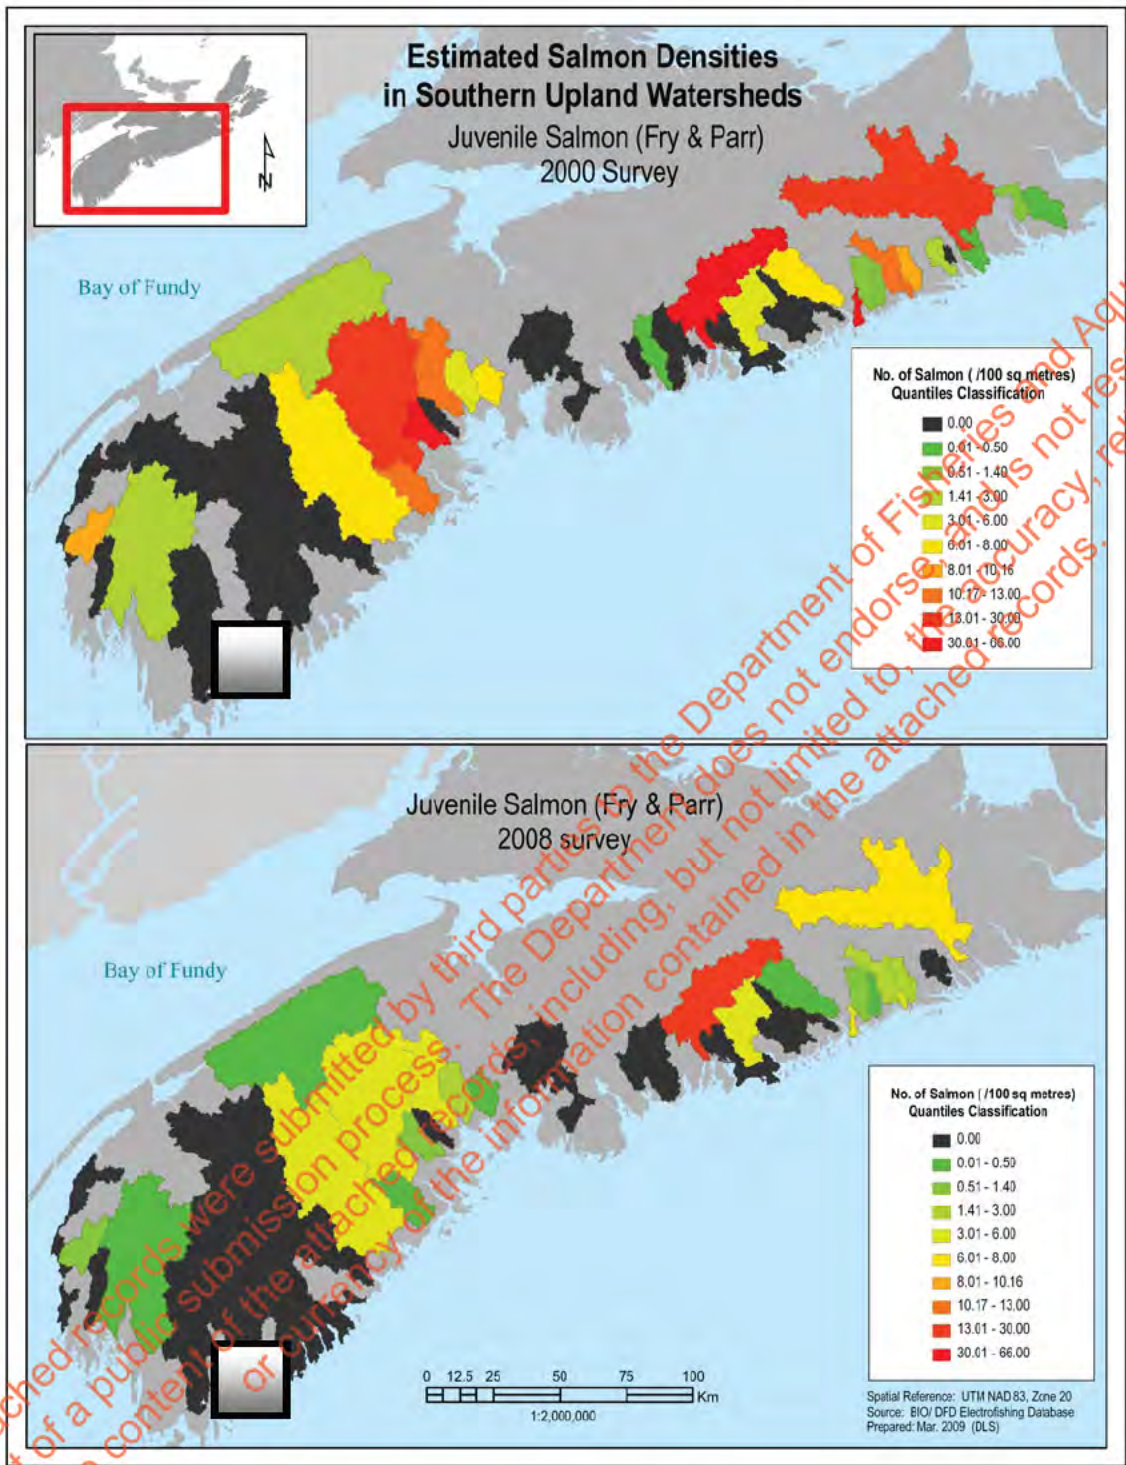 Estimated Salmon Densities
in Southern Upland Watersheds
Juvenile Salmon (Fry & Parr)
2000 Survey
N
Bay of Fundy
No. of Salmon ( /100 sq metres)
Quantiles Classification
0.00
0.01 - 0.50
0.51 - 1.40
1.41 - 3.00
3.01 - 6.00
6.01 - 8.00
8.01 - 10.16
10.17 - 13.00
13.01 - 30.00
30.01 - 66.00
Juvenile Salmon (Fry & Parr)
2008 survey
Bay of Fundy
No. of Salmon ( /100 sq metres)
Quantiles Classification
0.00
0.01 - 0.50
0.51 - 1.40
1.41 - 3.00
3.01 - 6.00
6.01 - 8.00
8.01 - 10.16
10.17 - 13.00
13.01 - 30.00
30.01 - 66.00
0 12.5 25 50 75 100
Km
1:2,000,000
Spatial Reference: UTM NAD 83, Zone 20
Source: BIO/ DFO Electrofishing Database
Prepared: Mar. 2009 (DLS)
records were submitted by third parties to the Department of Fisheries and
t of a public submission process. The Department does not endorse, and is not
content of the attached records, including, but not limited to, the accuracy,
or currency of the information contained in the attached records.